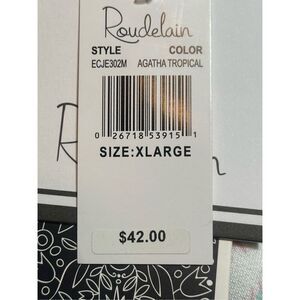 Roudelain
STYLE COLOR
ECJE302M AGATHA TROPICAL
0 26718 53915 1
SIZE:XLARGE
$42.00